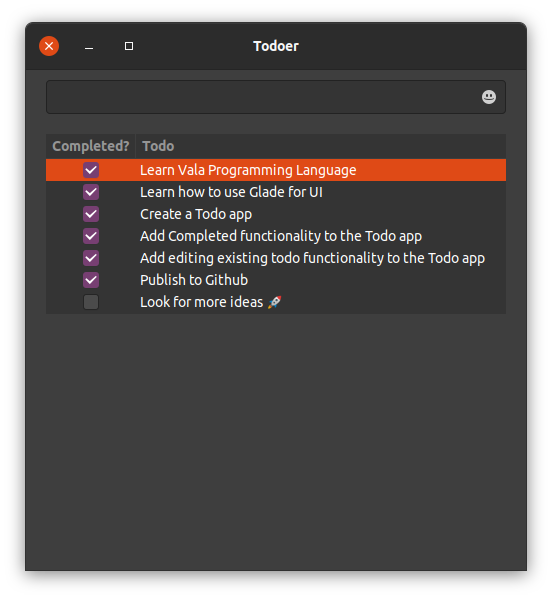 Todoer
Completed? Todo
Learn Vala Programming Language
Learn how to use Glade for UI
Create a Todo app
Add Completed functionality to the Todo app
Add editing existing todo functionality to the Todo app
Publish to Github
Look for more ideas 🚀